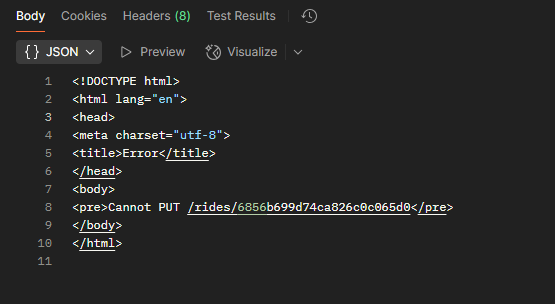 Body Cookies Headers (8) Test Results
{} JSON Preview Visualize
1 <!DOCTYPE html>
2 <html lang="en">
3 <head>
4 <meta charset="utf-8">
5 <title>Error</title>
6 </head>
7 <body>
8 <pre>Cannot PUT /rides/6856b699d74ca826c0c065d0</pre>
9 </body>
10 </html>
11